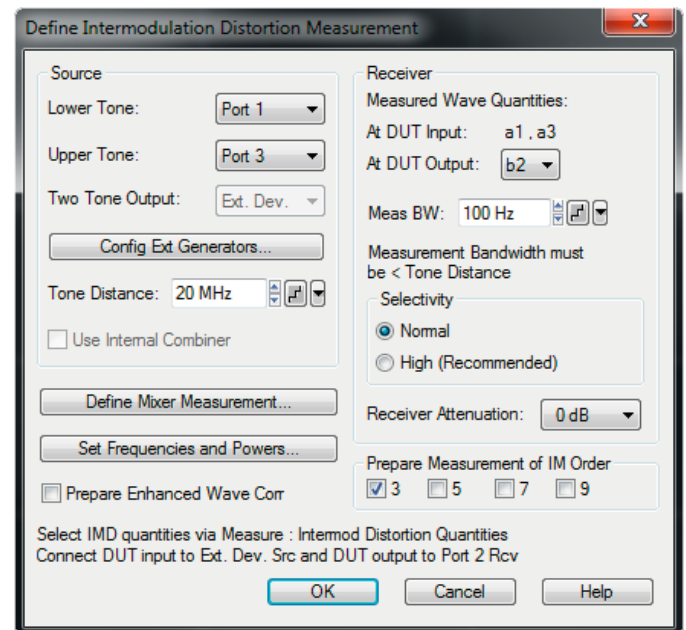 Define Intermodulation Distortion Measurement
Source
Lower Tone: Port 1
Upper Tone: Port 3
Two Tone Output: Ext. Dev.
Config Ext Generators...
Tone Distance: 20 MHz
Use Internal Combiner
Define Mixer Measurement...
Set Frequencies and Powers...
Prepare Enhanced Wave Corr
Receiver
Measured Wave Quantities:
At DUT Input: a1 , a3
At DUT Output: b2
Meas BW: 100 Hz
Measurement Bandwidth must
be < Tone Distance
Selectivity
Normal
High (Recommended)
Receiver Attenuation: 0 dB
Prepare Measurement of IM Order
3 5 7 9
Select IMD quantities via Measure : Intermod Distortion Quantities
Connect DUT input to Ext. Dev. Src and DUT output to Port 2 Rcv
OK Cancel Help